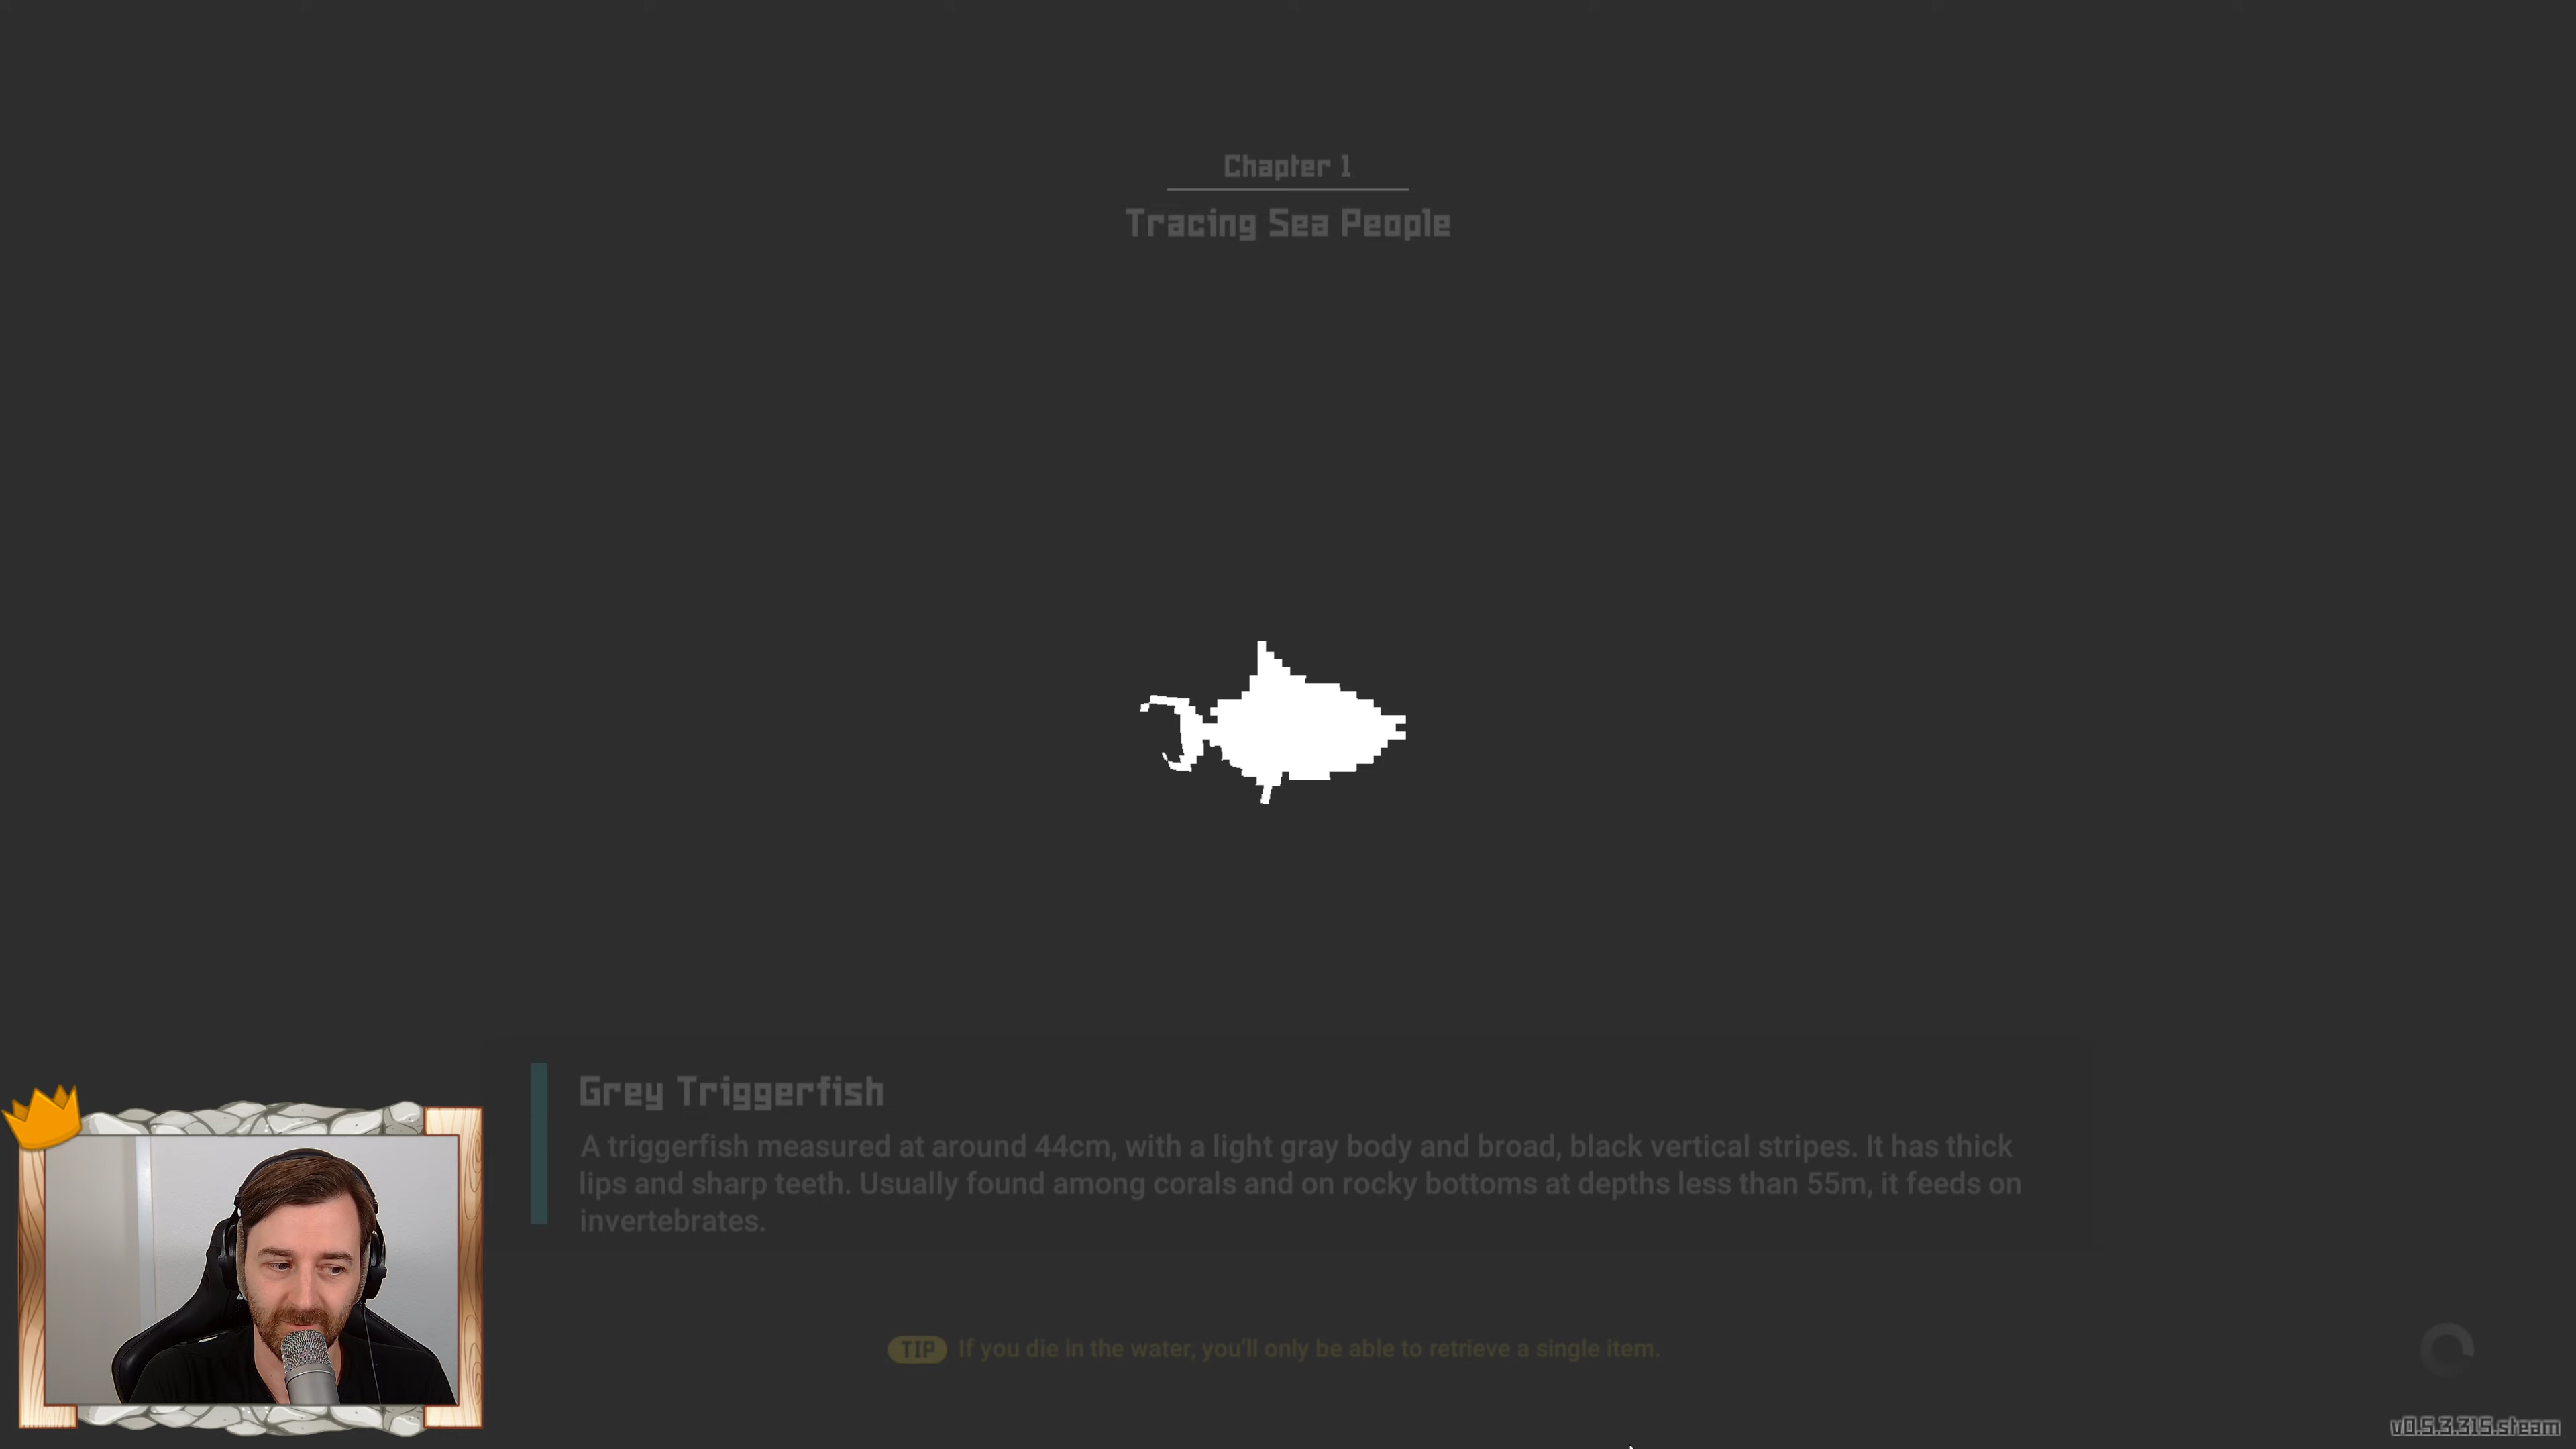 Chapter 1
Tracing Sea People
Grey Triggerfish
A triggerfish measured at around 44cm, with a light gray body and broad, black vertical stripes. It has thick
lips and sharp teeth. Usually found among corals and on rocky bottoms at depths less than 55m, it feeds on
invertebrates.
TIP If you die in the water, you'll only be able to retrieve a single item.
v0.5.3.315.steam